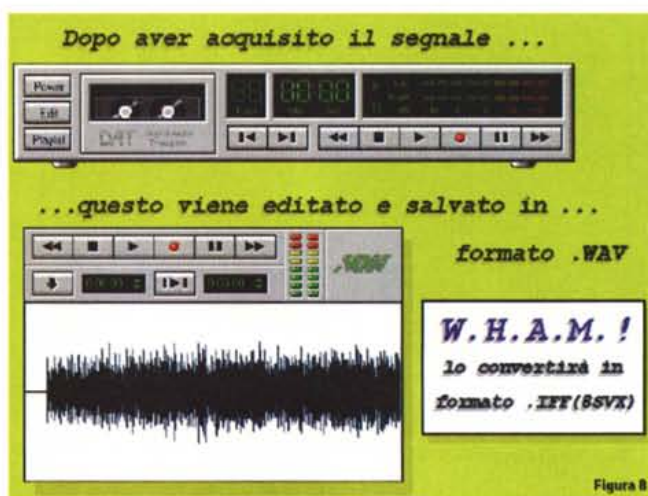 Dopo aver acquisito il segnale ...
Power
Edit
Playlist
DAT
...questo viene editato e salvato in ...
.WAV
formato .WAV
W.H.A.M.!
lo convertirà in
formato .IFF(8SVX)
Figura 8